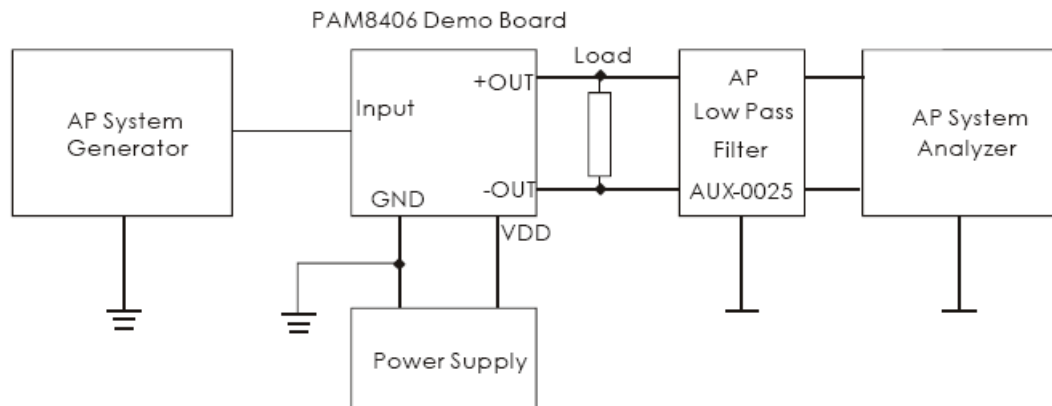 PAM8406 Demo Board
AP System
Generator
Input
+OUT
-OUT
GND
VDD
Load
AP
Low Pass
Filter
AUX-0025
AP System
Analyzer
Power Supply